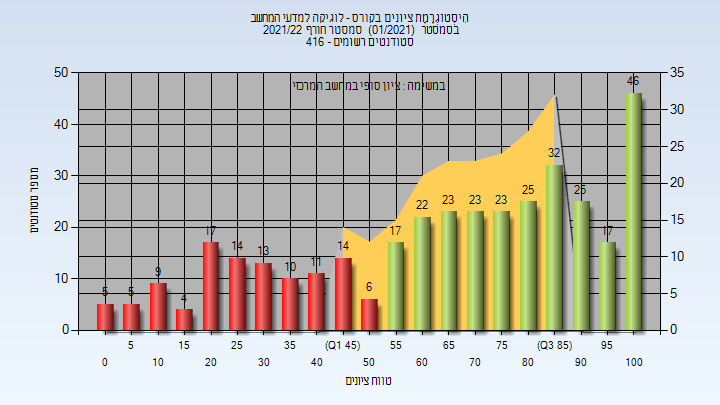 היסטוגרמת ציונים בקורס - לוגיקה למדעי המחשב
בסמסטר (01/2021) סמסטר חורף 2021/22
סטודנטים רשומים - 416
במשימה : ציון סופי במחשב המרכזי
50 35
40 30
30 25
20 20
10 15
0 10
5
0
מספר סטודנטים
5 5 9 4 17 14 13 10 11 14 6 17 22 23 23 23 25 32 25 17 46
5 15 25 35 (Q1 45) 55 65 75 (Q3 85) 95
0 10 20 30 40 50 60 70 80 90 100
טווח ציונים